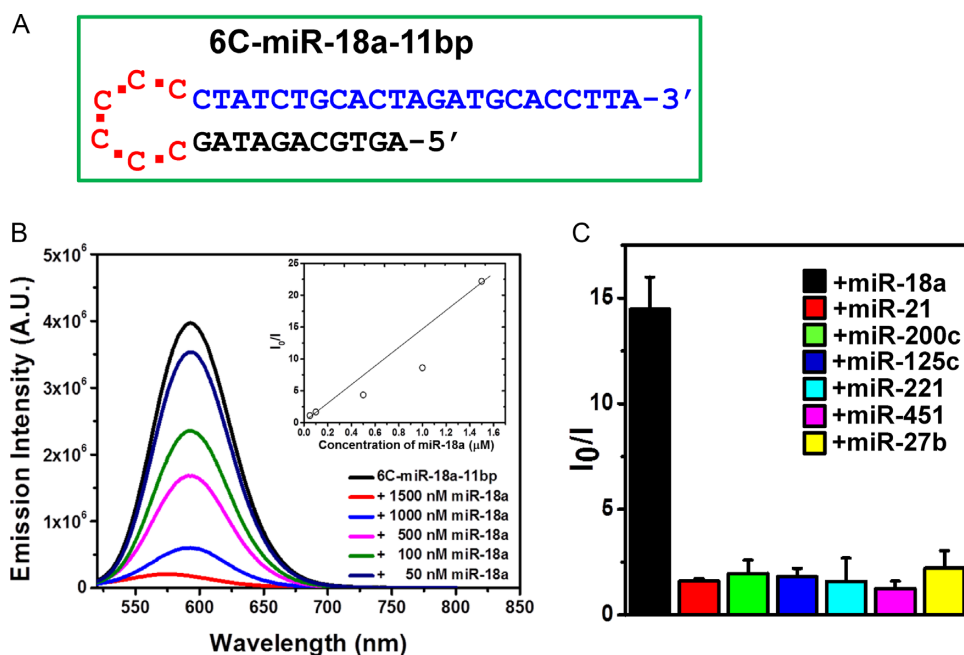 A
6C-miR-18a-11bp
C C C CTATCTGCACTAGATGCACCTTA-3′
C C C GATAGACGTGA-5′
B
Emission Intensity (A.U.)
5x10⁶
4x10⁶
3x10⁶
2x10⁶
1x10⁶
0
550 600 650 700 750 800 850
Wavelength (nm)
I₀/I
25
20
15
10
5
0
0.0 0.2 0.4 0.6 0.8 1.0 1.2 1.4 1.6
Concentration of miR-18a (μM)
6C-miR-18a-11bp
+ 1500 nM miR-18a
+ 1000 nM miR-18a
+ 500 nM miR-18a
+ 100 nM miR-18a
+ 50 nM miR-18a
C
I₀/I
15
10
5
0
+miR-18a
+miR-21
+miR-200c
+miR-125c
+miR-221
+miR-451
+miR-27b